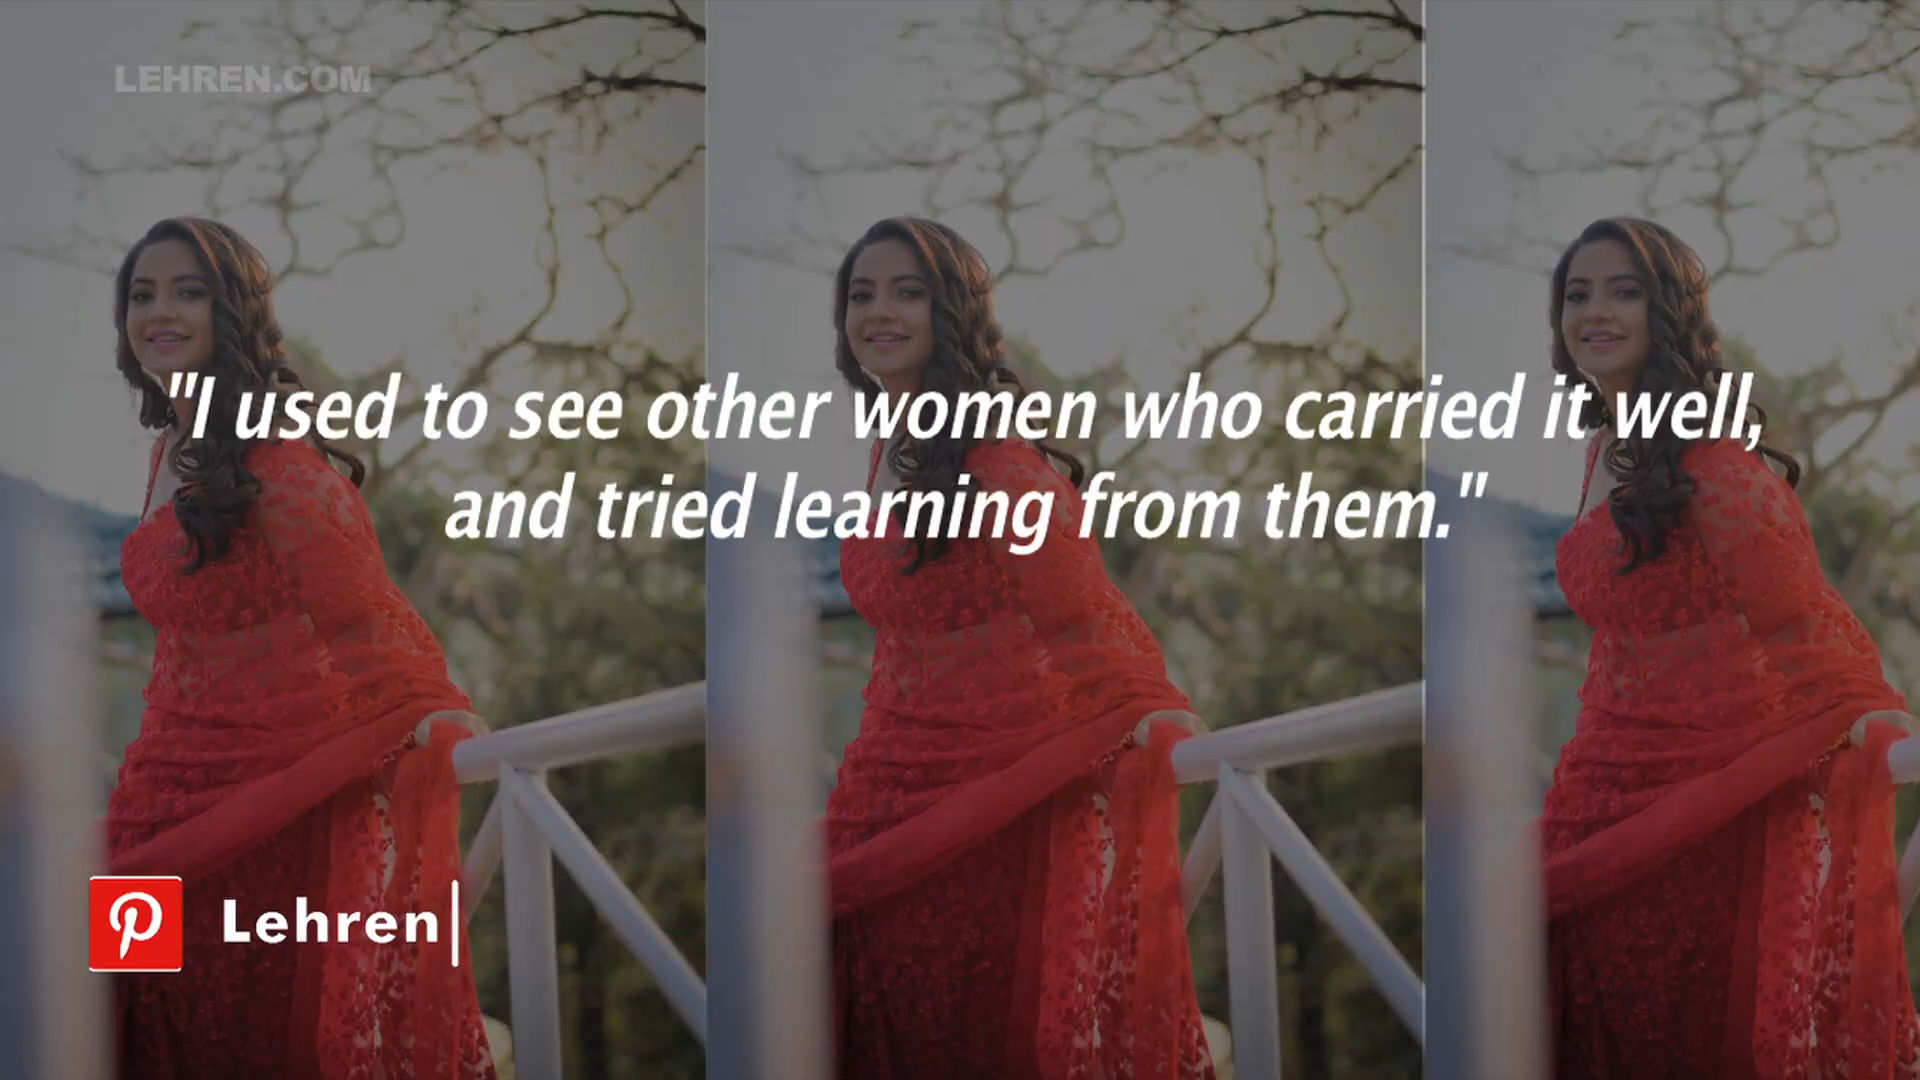 LEHREN.COM
"I used to see other women who carried it well,
and tried learning from them."
Lehren